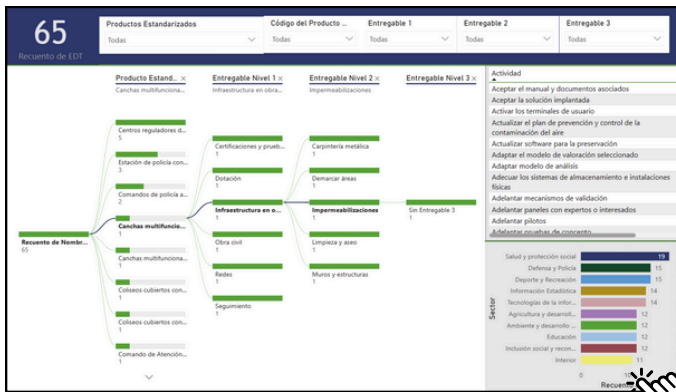 65
Recuento de EDT
Productos Estandarizados
Todas
Código del Producto ...
Todas
Entregable 1
Todas
Entregable 2
Todas
Entregable 3
Todas
Producto Estand... ×
Canchas multifunciona...
Entregable Nivel 1 ×
Infraestructura en obra...
Entregable Nivel 2 ×
Impermeabilizaciones
Entregable Nivel 3 ×
Recuento de Nombr...
65
Centros reguladores d...
5
Estación de policía con...
3
Comandos de policía a...
2
Canchas multifuncio...
1
Canchas multifunciona...
1
Coliseos cubiertos con...
1
Coliseos cubiertos con...
1
Comando de Atención...
1
Certificaciones y prueb...
1
Dotación
1
Infraestructura en o...
1
Obra civil
1
Redes
1
Seguimiento
1
Carpintería metálica
1
Demarcar áreas
1
Impermeabilizaciones
1
Limpieza y aseo
1
Muros y estructuras
1
Sin Entregable 3
1
Actividad
Aceptar el manual y documentos asociados
Aceptar la solución implantada
Activar los terminales de usuario
Actualizar el plan de prevención y control de la
contaminación del aire
Actualizar software para la preservación
Adaptar el modelo de valoración seleccionado
Adaptar modelo de análisis
Adecuar los sistemas de almacenamiento e instalaciones
físicas
Adelantar mecanismos de validación
Adelantar paneles con expertos o interesados
Adelantar pilotos
Adelantar pruebas de concepto
Sector
Salud y protección social 19
Defensa y Policía 15
Deporte y Recreación 15
Información Estadística 14
Tecnologías de la infor... 14
Agricultura y desarroll... 12
Ambiente y desarrollo ... 12
Educación 12
Inclusión social y recon... 12
Interior 11
0
Recuento